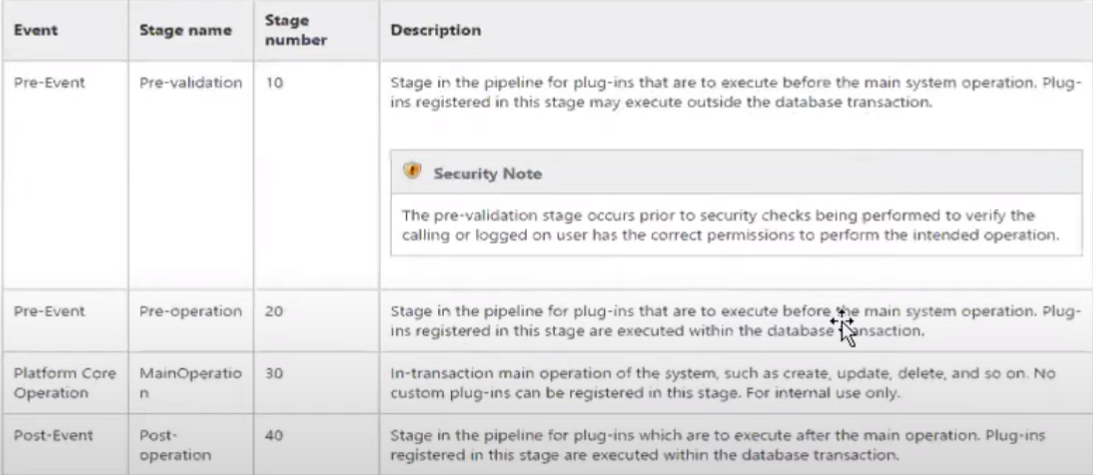 Event Stage name Stage number Description
Pre-Event Pre-validation 10 Stage in the pipeline for plug-ins that are to execute before the main system operation. Plug-
ins registered in this stage may execute outside the database transaction.
Security Note
The pre-validation stage occurs prior to security checks being performed to verify the
calling or logged on user has the correct permissions to perform the intended operation.
Pre-Event Pre-operation 20 Stage in the pipeline for plug-ins that are to execute before the main system operation. Plug-
ins registered in this stage are executed within the database transaction.
Platform Core MainOperatio 30 In-transaction main operation of the system, such as create, update, delete, and so on. No
Operation n custom plug-ins can be registered in this stage. For internal use only.
Post-Event Post- 40 Stage in the pipeline for plug-ins which are to execute after the main operation. Plug-ins
operation registered in this stage are executed within the database transaction.